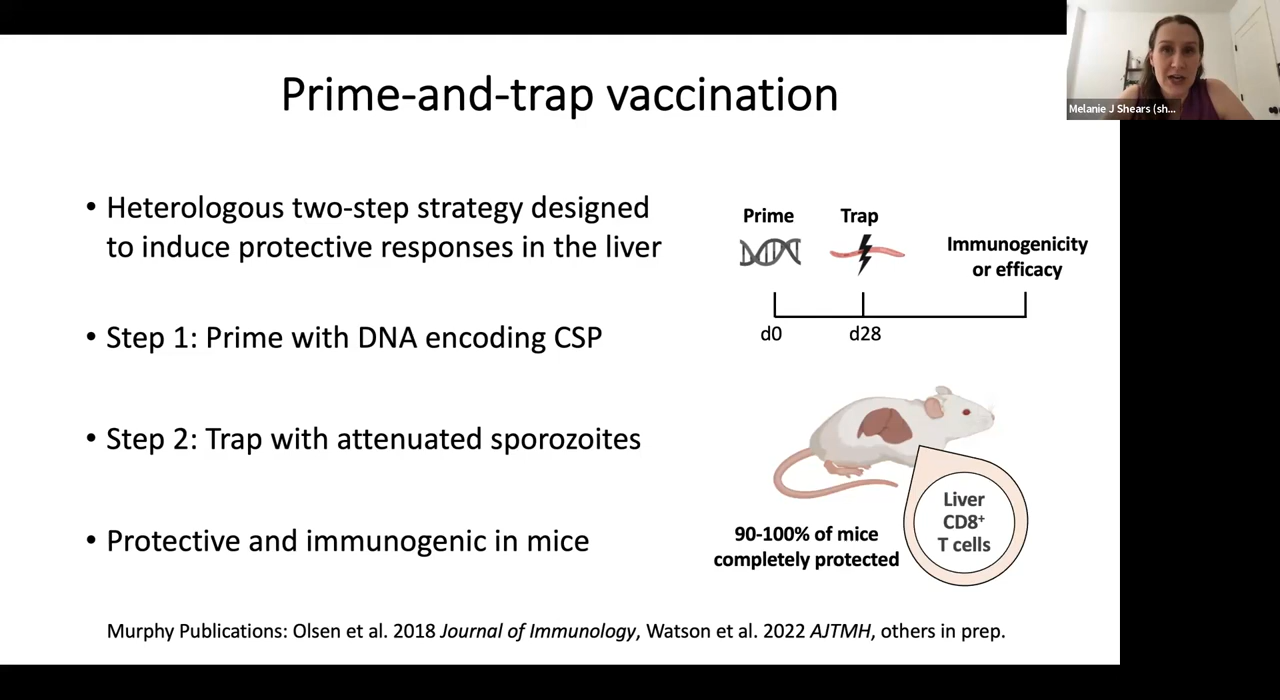 Prime-and-trap vaccination
Melanie J Shears (sh...
• Heterologous two-step strategy designed
to induce protective responses in the liver
• Step 1: Prime with DNA encoding CSP
• Step 2: Trap with attenuated sporozoites
• Protective and immunogenic in mice
Prime
Trap
Immunogenicity
or efficacy
d0
d28
Liver
CD8⁺
T cells
90-100% of mice
completely protected
Murphy Publications: Olsen et al. 2018 Journal of Immunology, Watson et al. 2022 AJTMH, others in prep.